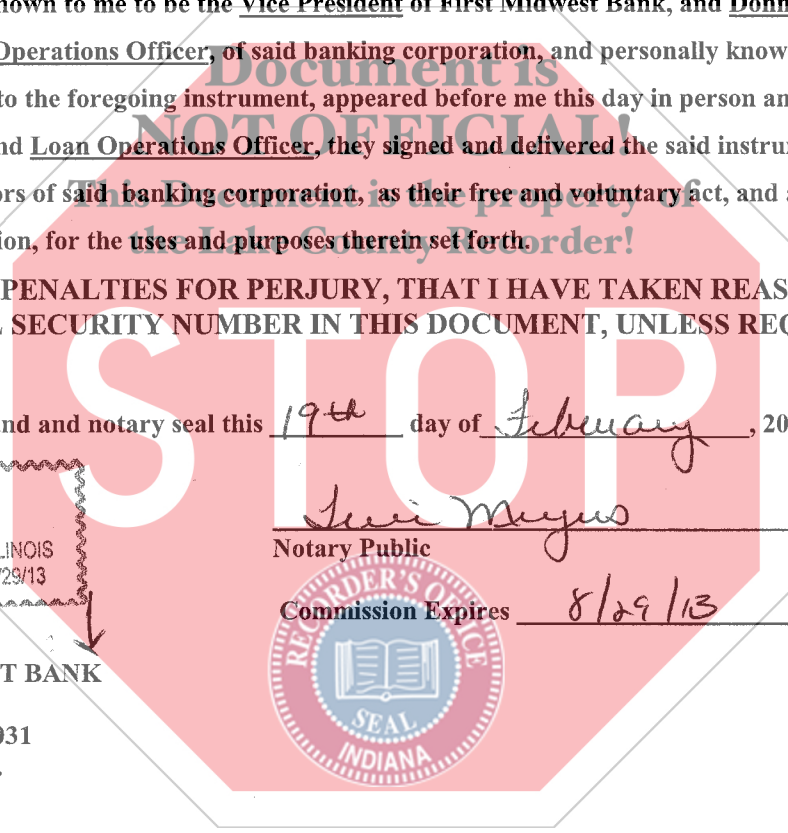 nown to me to be the Vice President of First Midwest Bank, and Donn
Operations Officer, of said banking corporation, and personally know
Document is
to the foregoing instrument, appeared before me this day in person an
NOT OFFICIAL!
nd Loan Operations Officer, they signed and delivered the said instru
This Document is the property of
ors of said banking corporation, as their free and voluntary act, and a
the Lake County Recorder!
ion, for the uses and purposes therein set forth.
PENALTIES FOR PERJURY, THAT I HAVE TAKEN REAS
SECURITY NUMBER IN THIS DOCUMENT, UNLESS REQ
STOP
and and notary seal this 19th day of February, 20
LINOIS
/29/13
Notary Public
Commission Expires 8/29/13
RECORDER'S OFFICE
SEAL
INDIANA
T BANK
031